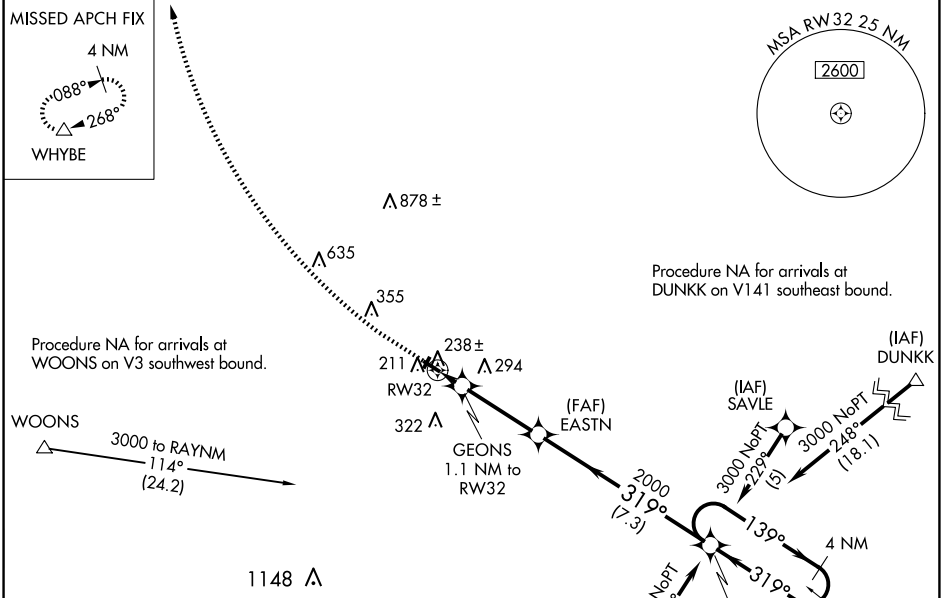 MISSED APCH FIX
4 NM
088°
268°
WHYBE
MSA RW32 25 NM
2600
878 ±
635
355
Procedure NA for arrivals at
DUNKK on V141 southeast bound.
Procedure NA for arrivals at
WOONS on V3 southwest bound.
238 ±
211
294
RW32
322
(IAF)
DUNKK
(IAF)
SAVLE
(FAF)
EASTN
WOONS
3000 to RAYNM
114°
(24.2)
GEONS
1.1 NM to
RW32
3000 NoPT
229°
(5)
3000 NoPT
248°
(18.1)
2000
319°
(7.3)
139°
4 NM
319°
NoPT
1148